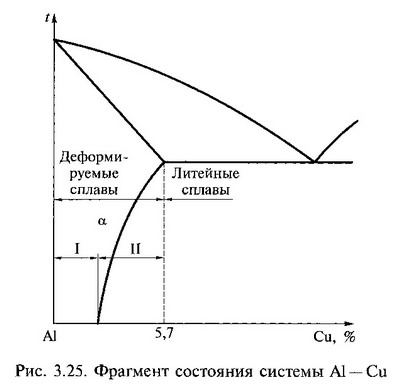 t
Деформи-
руемые
сплавы
Литейные
сплавы
α
I
II
Al
5,7
Cu, %
Рис. 3.25. Фрагмент состояния системы Al — Cu